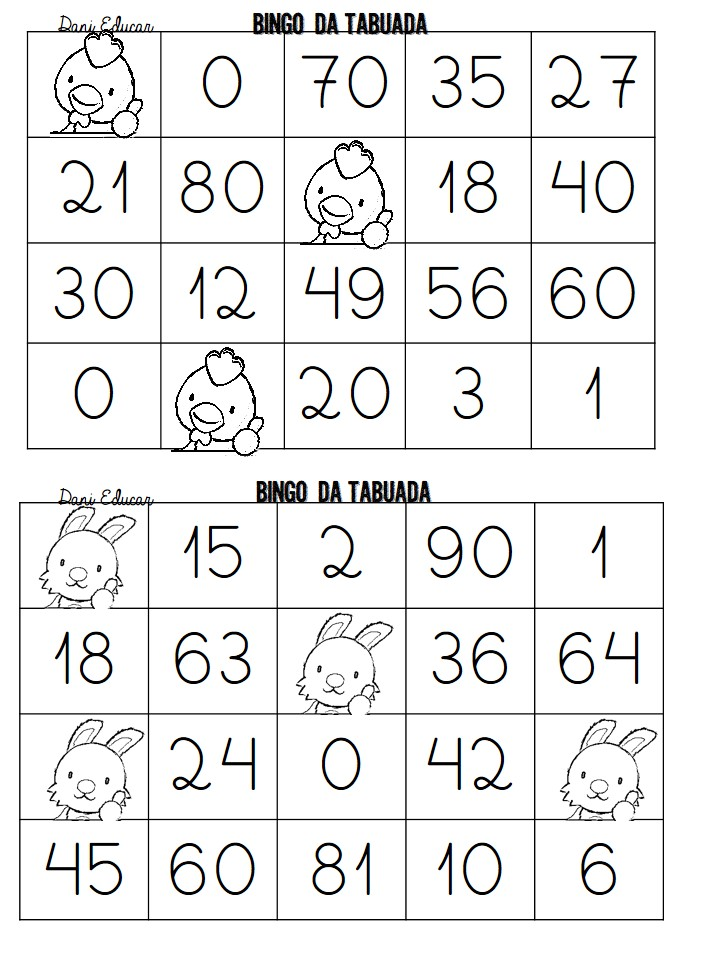 Dani Educar BINGO DA TABUADA
0 70 35 27
21 80 18 40
30 12 49 56 60
0 20 3 1
Dani Educar BINGO DA TABUADA
15 2 90 1
18 63 36 64
24 0 42
45 60 81 10 6